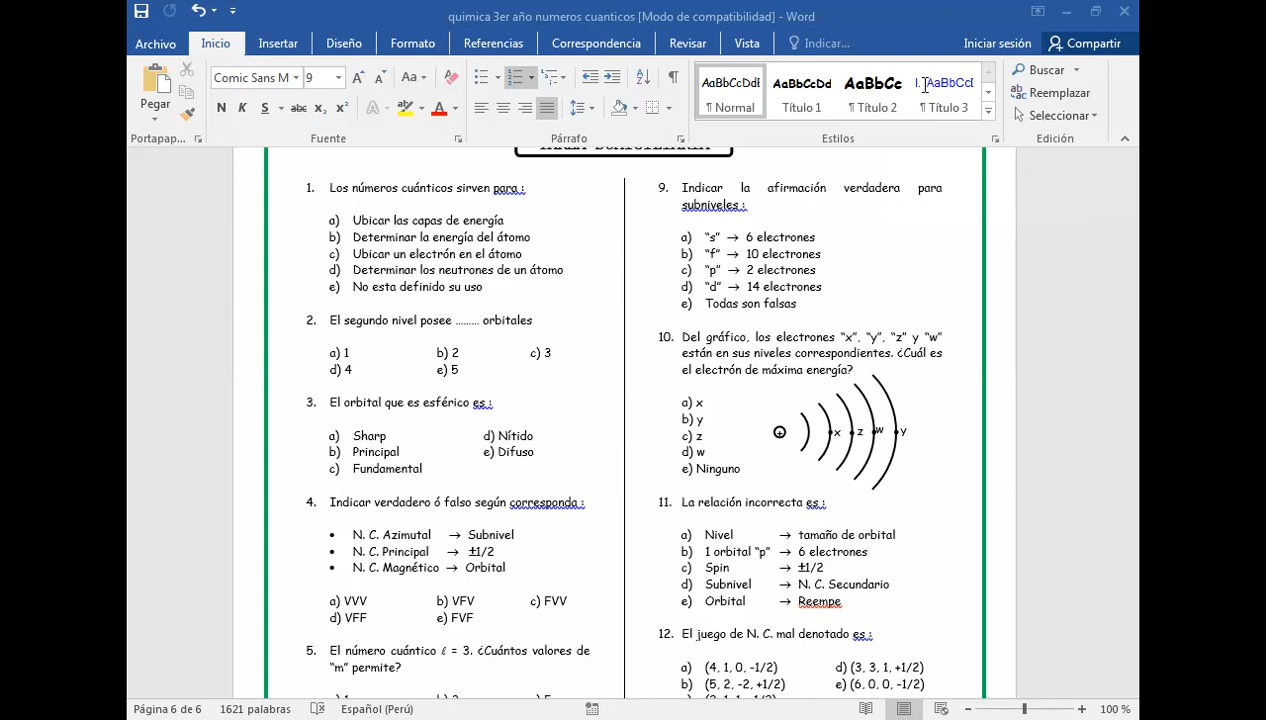 quimica 3er año numeros cuanticos [Modo de compatibilidad] - Word
Archivo Inicio Insertar Diseño Formato Referencias Correspondencia Revisar Vista Indicar... Iniciar sesión Compartir
Comic Sans M 9 Aa
AaBbCcDdE AaBbCcDd AaBbCc I. AaBbCcD
Buscar
Reemplazar
Seleccionar
Pegar
N K S abc x₂ x² A A
¶ Normal Título 1 ¶ Título 2 ¶ Título 3
Portapap... Fuente Párrafo Estilos Edición
1. Los números cuánticos sirven para :
a) Ubicar las capas de energía
b) Determinar la energía del átomo
c) Ubicar un electrón en el átomo
d) Determinar los neutrones de un átomo
e) No esta definido su uso
2. El segundo nivel posee ......... orbitales
a) 1 b) 2 c) 3
d) 4 e) 5
3. El orbital que es esférico es :
a) Sharp d) Nítido
b) Principal e) Difuso
c) Fundamental
4. Indicar verdadero ó falso según corresponda :
• N. C. Azimutal → Subnivel
• N. C. Principal → ±1/2
• N. C. Magnético → Orbital
a) VVV b) VFV c) FVV
d) VFF e) FVF
5. El número cuántico ℓ = 3. ¿Cuántos valores de
“m” permite?
9. Indicar la afirmación verdadera para
subniveles :
a) “s” → 6 electrones
b) “f” → 10 electrones
c) “p” → 2 electrones
d) “d” → 14 electrones
e) Todas son falsas
10. Del gráfico, los electrones “x”, “y”, “z” y “w”
están en sus niveles correspondientes. ¿Cuál es
el electrón de máxima energía?
a) x
b) y
c) z
d) w
e) Ninguno
+ x z w y
11. La relación incorrecta es :
a) Nivel → tamaño de orbital
b) 1 orbital “p” → 6 electrones
c) Spin → ±1/2
d) Subnivel → N. C. Secundario
e) Orbital → Reempe
12. El juego de N. C. mal denotado es :
a) (4, 1, 0, -1/2) d) (3, 3, 1, +1/2)
b) (5, 2, -2, +1/2) e) (6, 0, 0, -1/2)
Página 6 de 6 1621 palabras Español (Perú) 100 %